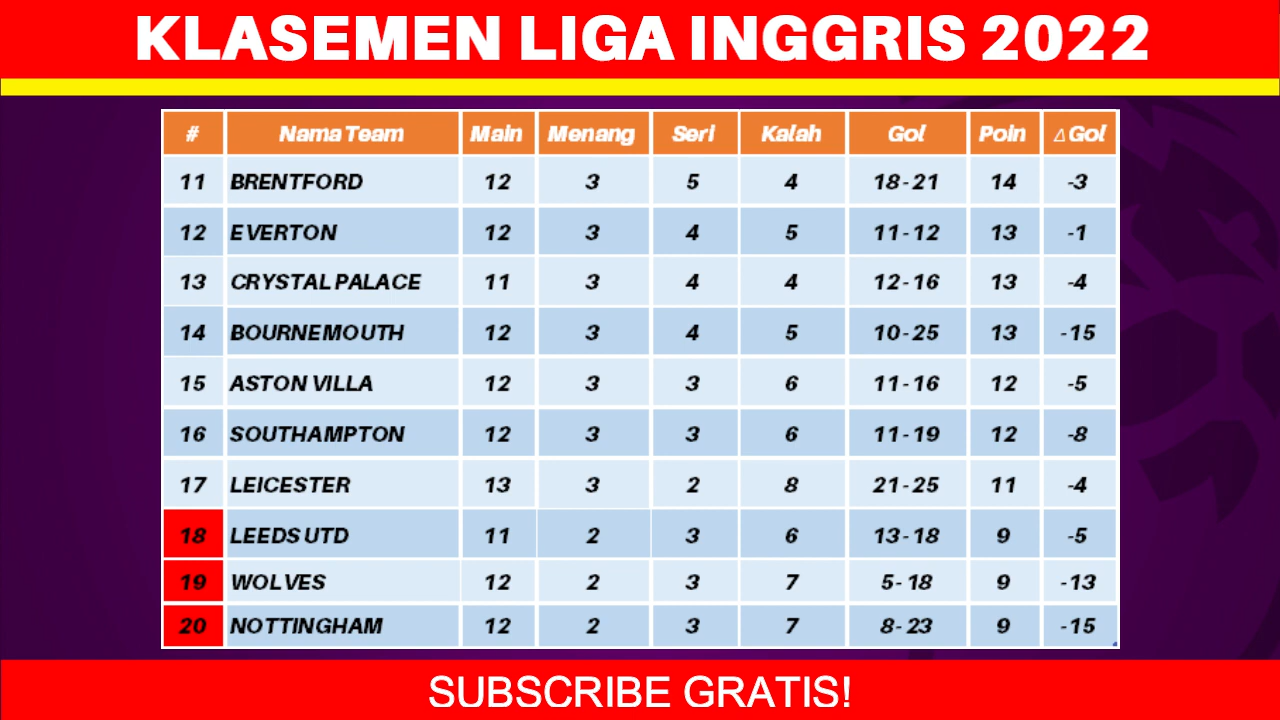 KLASEMEN LIGA INGGRIS 2022
# Nama Team Main Menang Seri Kalah Gol Poin △ Gol
11 BRENTFORD 12 3 5 4 18-21 14 -3
12 EVERTON 12 3 4 5 11-12 13 -1
13 CRYSTAL PALACE 11 3 4 4 12-16 13 -4
14 BOURNEMOUTH 12 3 4 5 10-25 13 -15
15 ASTON VILLA 12 3 3 6 11-16 12 -5
16 SOUTHAMPTON 12 3 3 6 11-19 12 -8
17 LEICESTER 13 3 2 8 21-25 11 -4
18 LEEDS UTD 11 2 3 6 13-18 9 -5
19 WOLVES 12 2 3 7 5-18 9 -13
20 NOTTINGHAM 12 2 3 7 8-23 9 -15
SUBSCRIBE GRATIS!